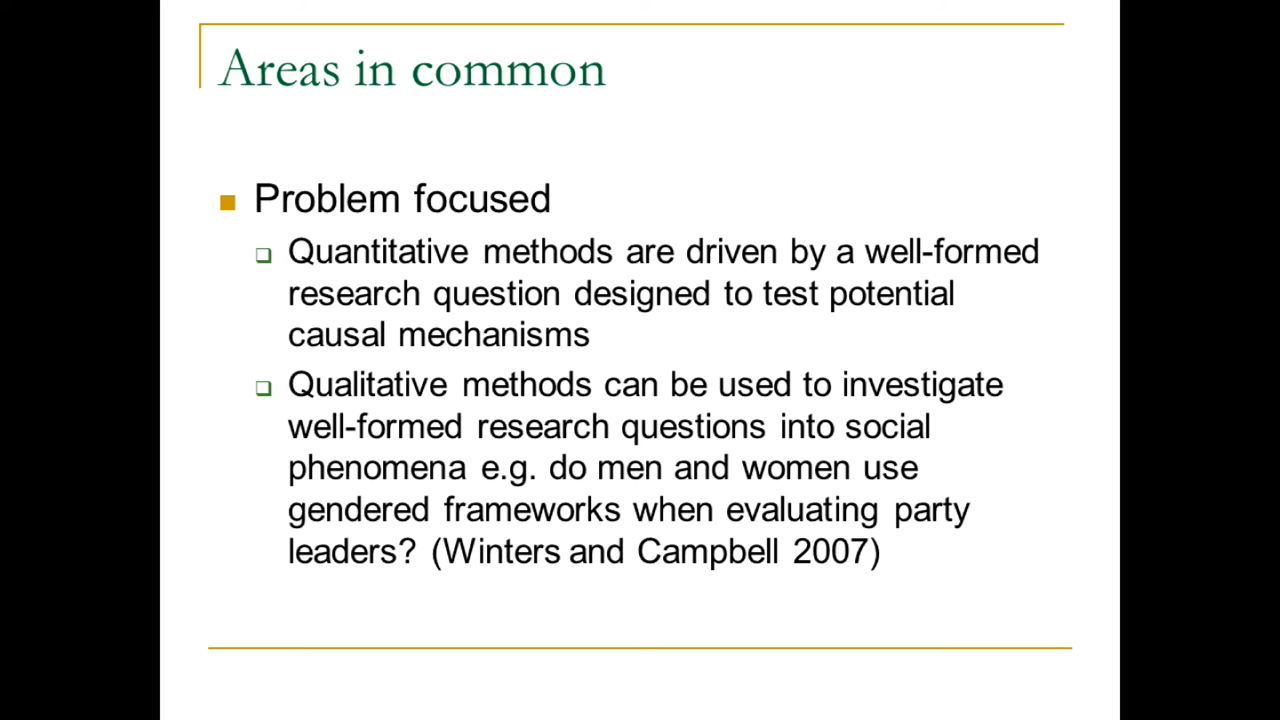 Areas in common
Problem focused
Quantitative methods are driven by a well-formed
research question designed to test potential
causal mechanisms
Qualitative methods can be used to investigate
well-formed research questions into social
phenomena e.g. do men and women use
gendered frameworks when evaluating party
leaders? (Winters and Campbell 2007)